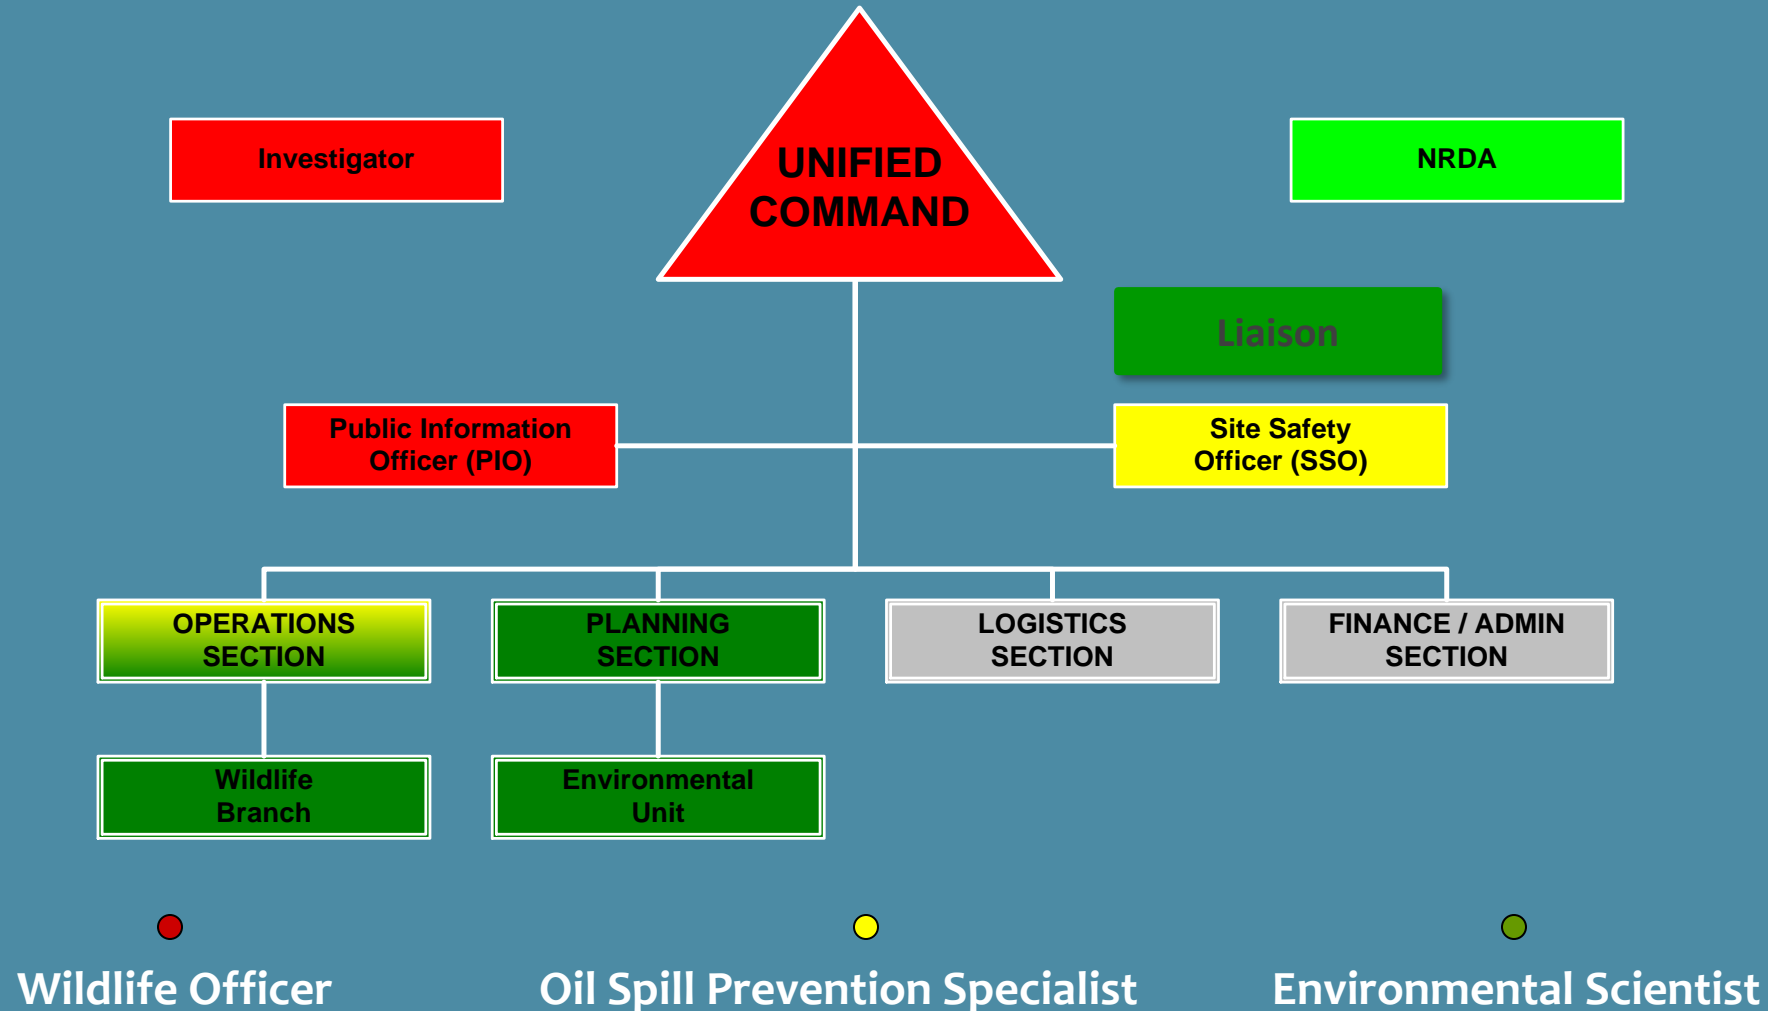 Investigator
UNIFIED
COMMAND
NRDA
Liaison
Public Information
Officer (PIO)
Site Safety
Officer (SSO)
OPERATIONS
SECTION
PLANNING
SECTION
LOGISTICS
SECTION
FINANCE / ADMIN
SECTION
Wildlife
Branch
Environmental
Unit
Wildlife Officer
Oil Spill Prevention Specialist
Environmental Scientist